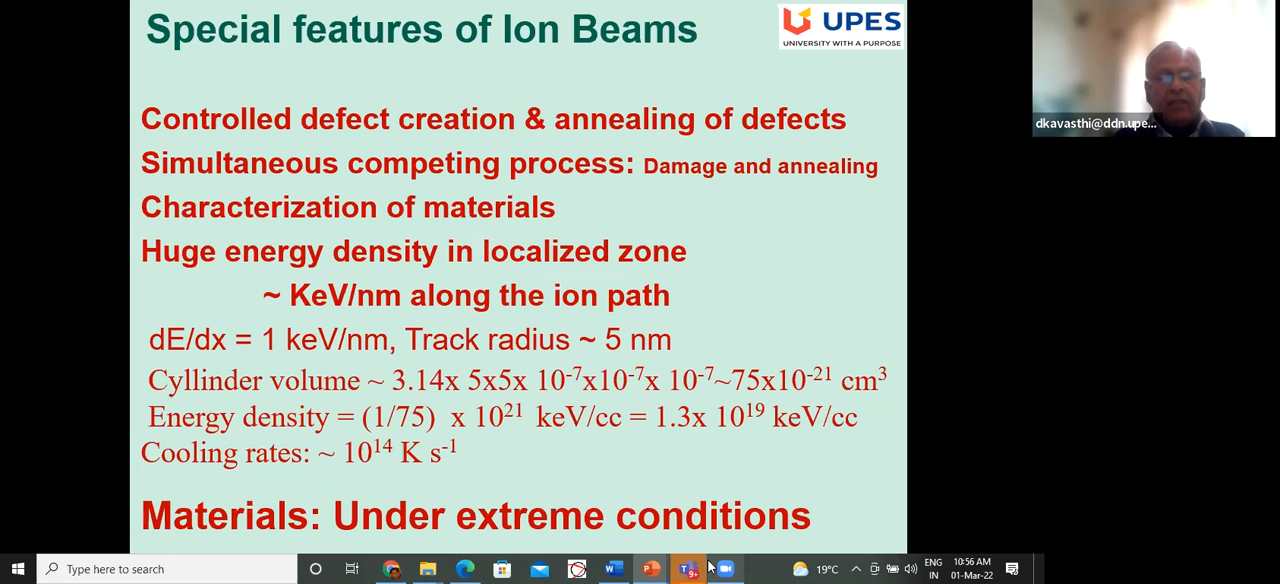 Special features of Ion Beams
UPES
UNIVERSITY WITH A PURPOSE
dkavasthi@ddn.upe...
Controlled defect creation & annealing of defects
Simultaneous competing process: Damage and annealing
Characterization of materials
Huge energy density in localized zone
~ KeV/nm along the ion path
dE/dx = 1 keV/nm, Track radius ~ 5 nm
Cyllinder volume ~ 3.14x 5x5x 10⁻⁷x10⁻⁷x 10⁻⁷~75x10⁻²¹ cm³
Energy density = (1/75) x 10²¹ keV/cc = 1.3x 10¹⁹ keV/cc
Cooling rates: ~ 10¹⁴ K s⁻¹
Materials: Under extreme conditions
Type here to search
9+
19°C
ENG
IN
10:56 AM
01-Mar-22